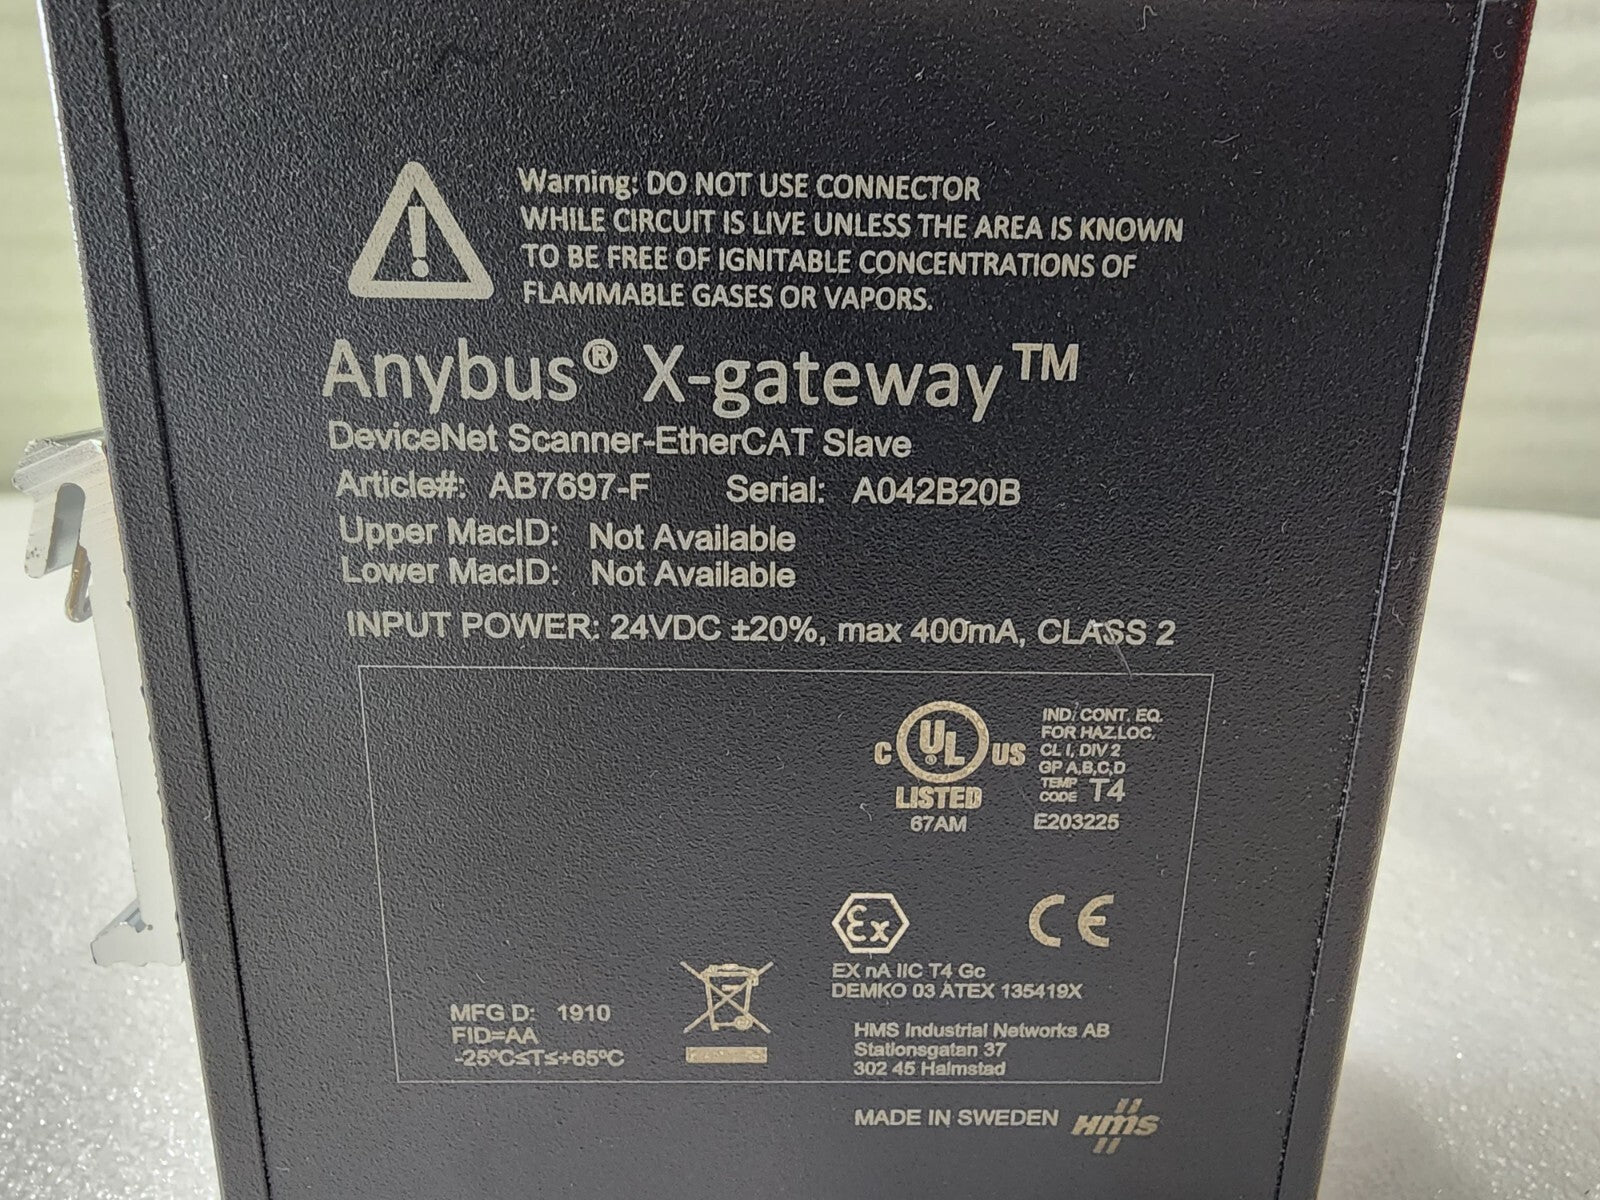 Warning: DO NOT USE CONNECTOR
WHILE CIRCUIT IS LIVE UNLESS THE AREA IS KNOWN
TO BE FREE OF IGNITABLE CONCENTRATIONS OF
FLAMMABLE GASES OR VAPORS.
Anybus® X-gateway™
DeviceNet Scanner-EtherCAT Slave
Article#: AB7697-F Serial: A042B20B
Upper MacID: Not Available
Lower MacID: Not Available
INPUT POWER: 24VDC ±20%, max 400mA, CLASS 2
C UL ® US
LISTED
67AM
IND. CONT. EQ.
FOR HAZ.LOC.
CL I, DIV 2
GP A,B,C,D
TEMP
CODE T4
E203225
Ex
CE
EX nA IIC T4 Gc
DEMKO 03 ATEX 135419X
MFG D: 1910
FID=AA
-25°C≤T≤+65°C
HMS Industrial Networks AB
Stationsgatan 37
302 45 Halmstad
MADE IN SWEDEN HMS